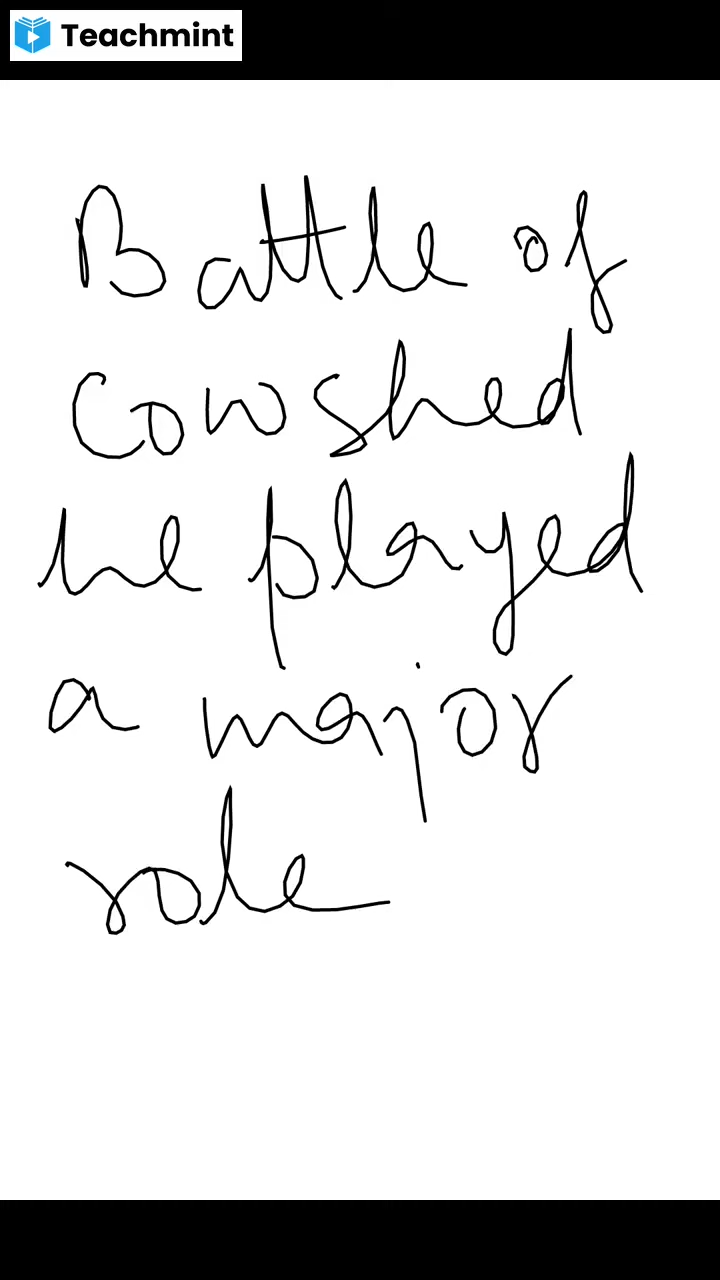 Teachmint
Battle of
cowshed
he played
a major
role